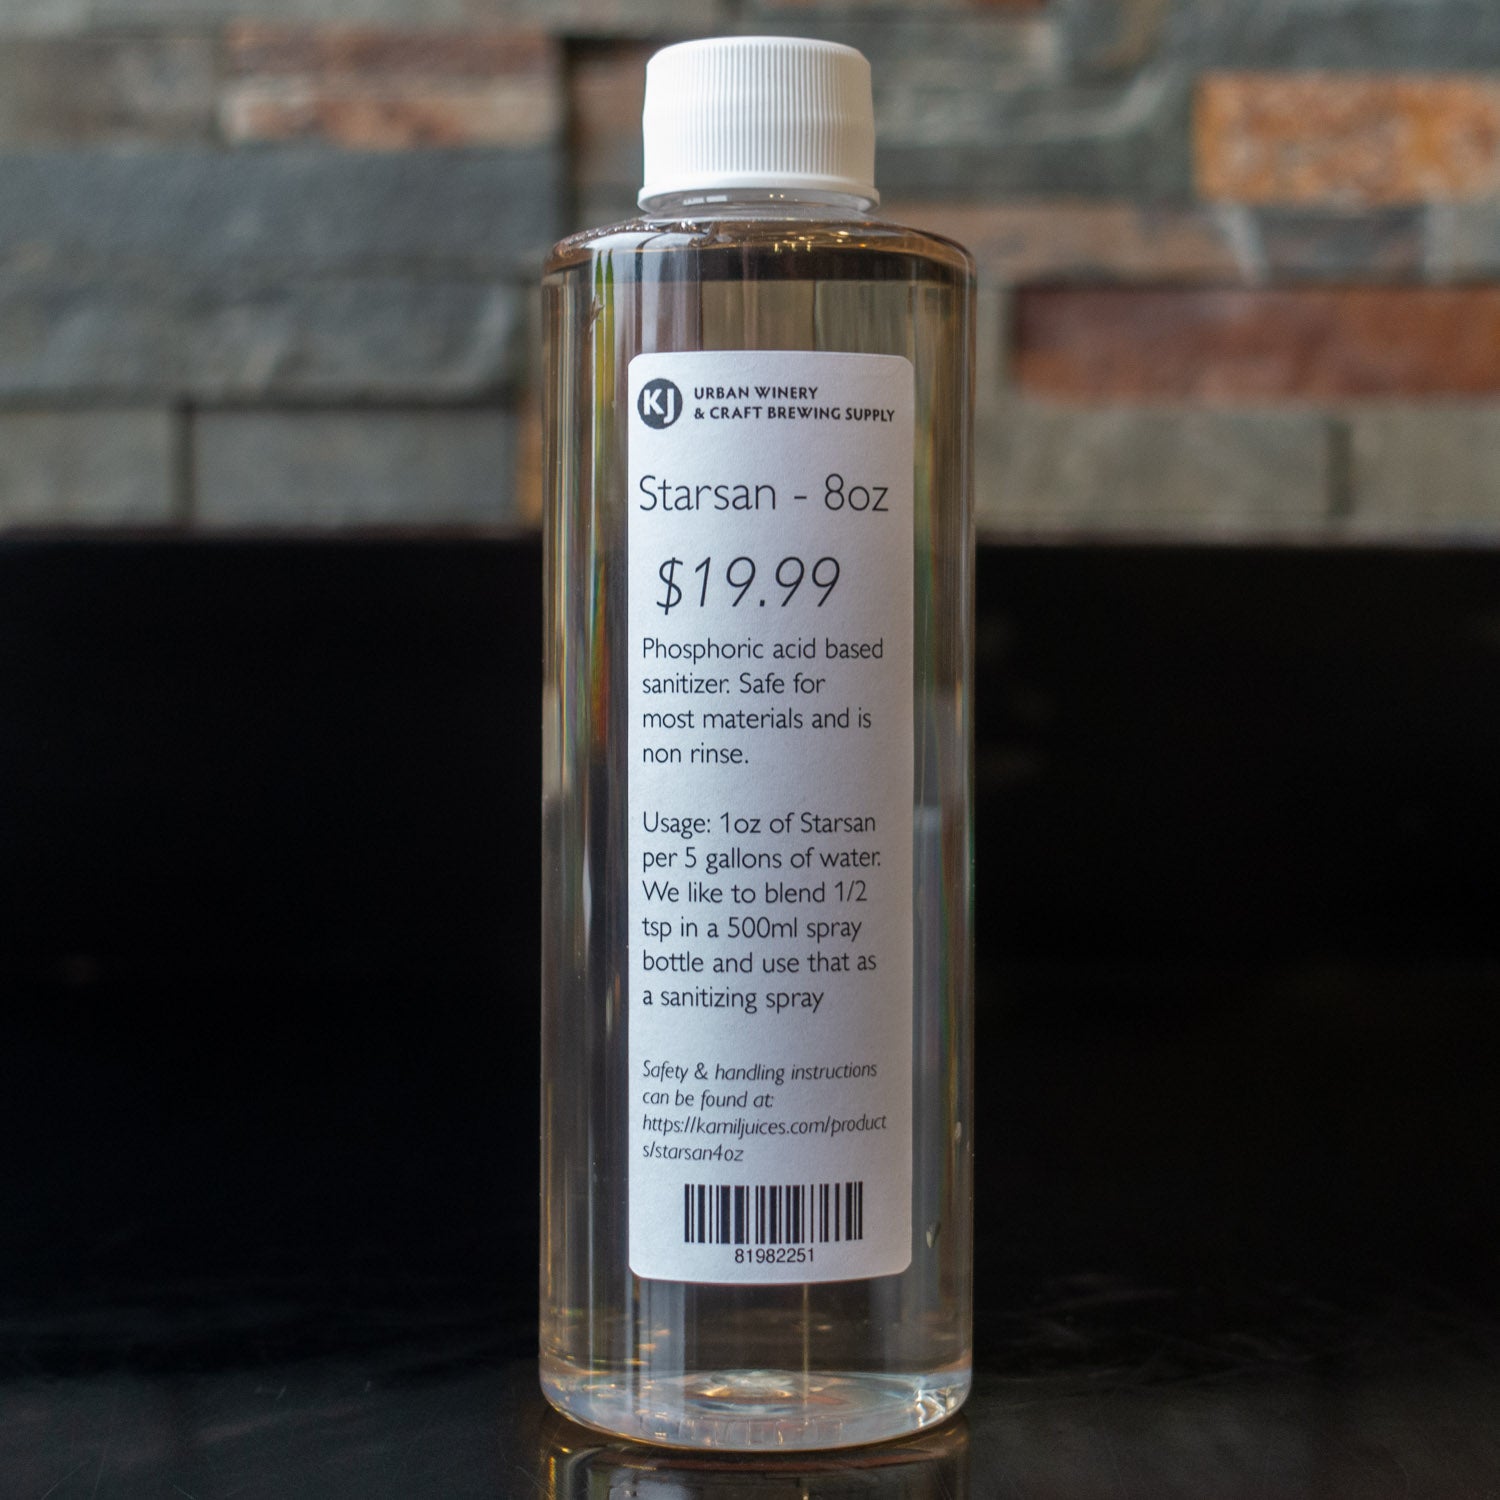 KJ
URBAN WINERY
& CRAFT BREWING SUPPLY
Starsan - 8oz
$19.99
Phosphoric acid based
sanitizer. Safe for
most materials and is
non rinse.
Usage: 1oz of Starsan
per 5 gallons of water.
We like to blend 1/2
tsp in a 500ml spray
bottle and use that as
a sanitizing spray
Safety & handling instructions
can be found at:
https://kamiljuices.com/product
s/starsan4oz
81982251